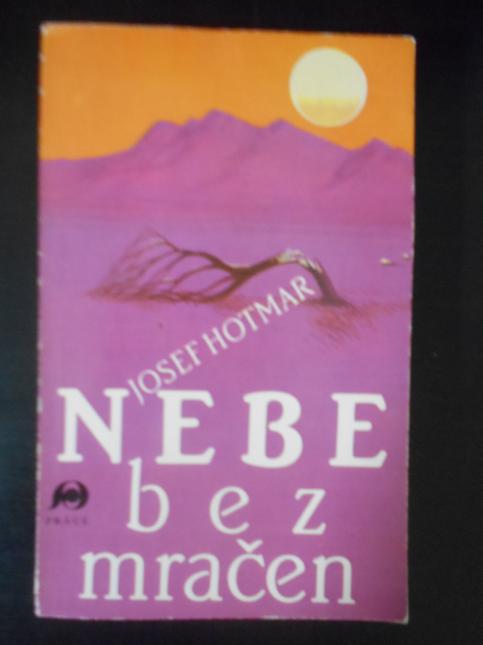 JOSEF HOTMAR
NEBE
bez
mračen
PRÁCE